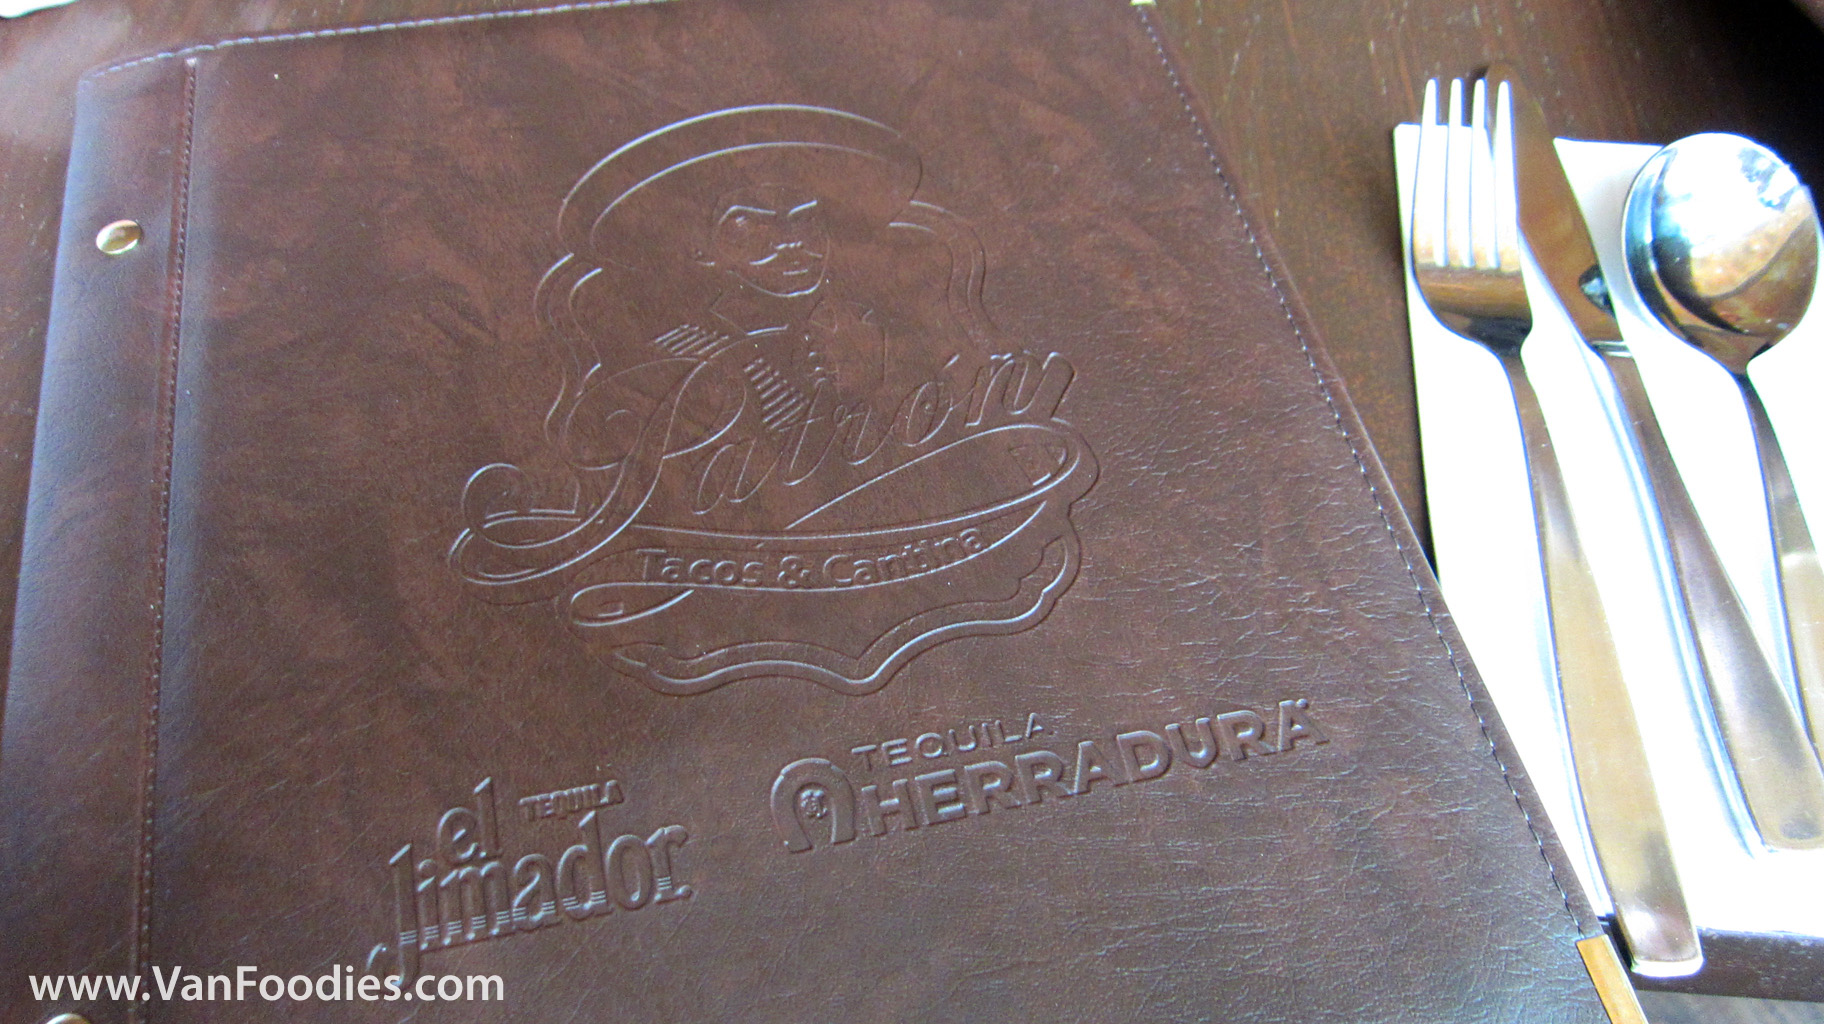 Patrón
Tacos & Cantina
TEQUILA
HERRADURA
el TEQUILA
Jimador
www.VanFoodies.com